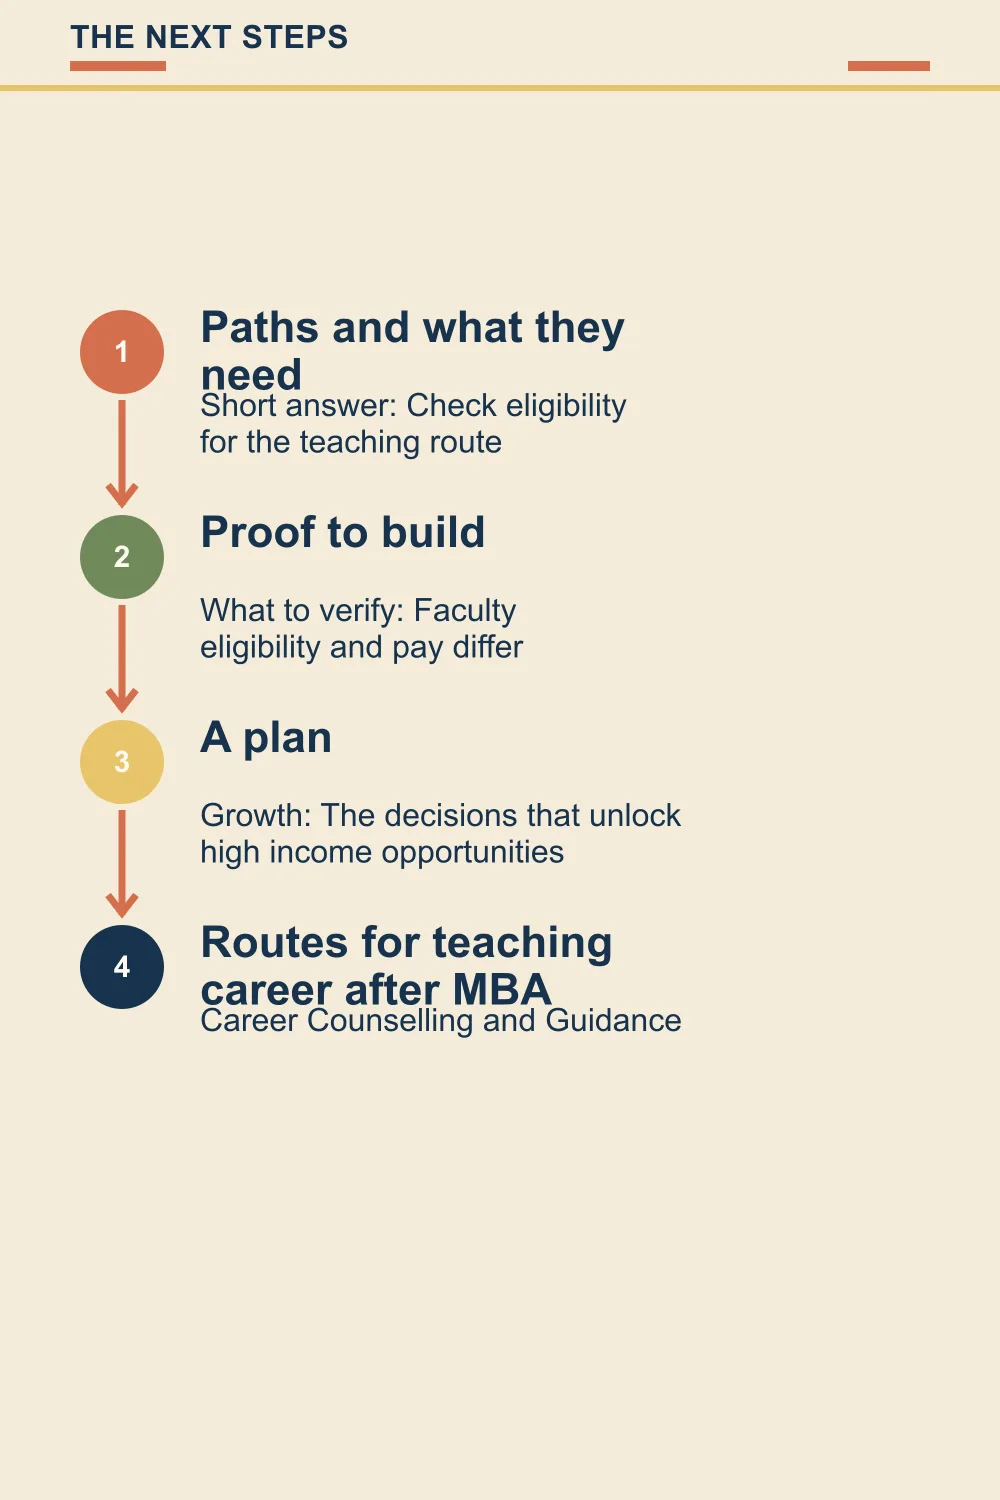 THE NEXT STEPS
1
Paths and what they
need
Short answer: Check eligibility
for the teaching route
2
Proof to build
What to verify: Faculty
eligibility and pay differ
3
A plan
Growth: The decisions that unlock
high income opportunities
4
Routes for teaching
career after MBA
Career Counselling and Guidance